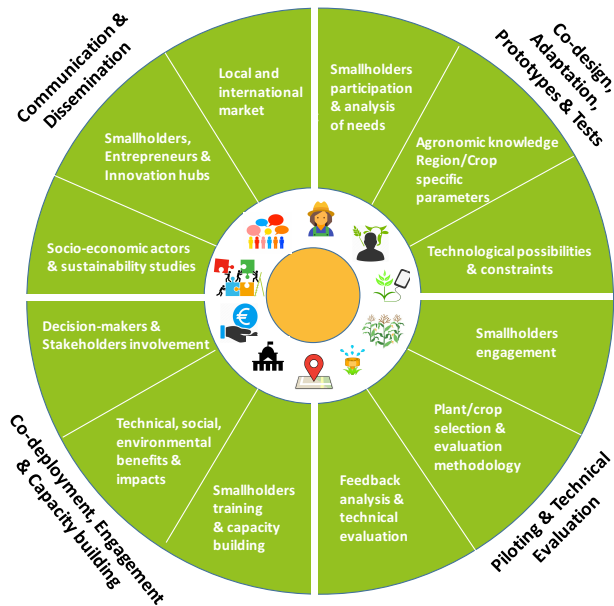 Communication &
Dissemination
Co-design,
Adaptation,
Prototypes & Tests
Local and
international
market
Smallholders
participation
& analysis
of needs
Smallholders,
Entrepreneurs &
Innovation hubs
Agronomic knowledge
Region/Crop
specific
parameters
Socio-economic actors
& sustainability studies
Technological possibilities
& constraints
Decision-makers &
Stakeholders involvement
Smallholders
engagement
Technical, social,
environmental
benefits &
impacts
Plant/crop
selection &
evaluation
methodology
Smallholders
training
& capacity
building
Feedback
analysis &
technical
evaluation
Co-deployment, Engagement
& Capacity building
Piloting & Technical
Evaluation
€